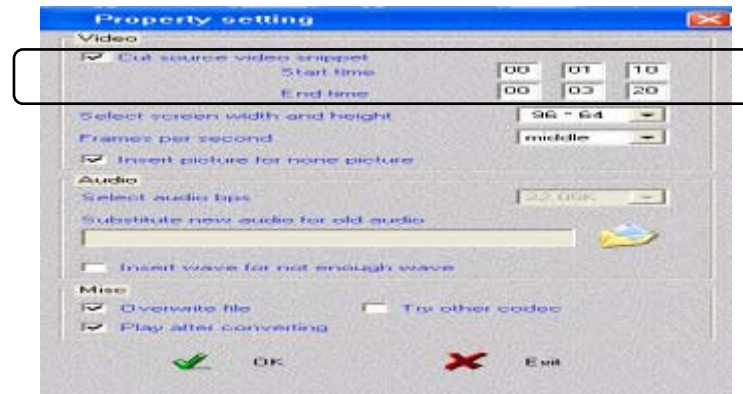 Property setting
Video
Cut source video snippet
Start time 00 01 10
End time 00 03 20
Select screen width and height 96 * 64
Frames per second middle
Insert picture for none picture
Audio
Select audio bps 22.05K
Substitute new audio for old audio
Insert wave for not enough wave
Misc
Overwrite file Try other codec
Play after converting
OK Exit